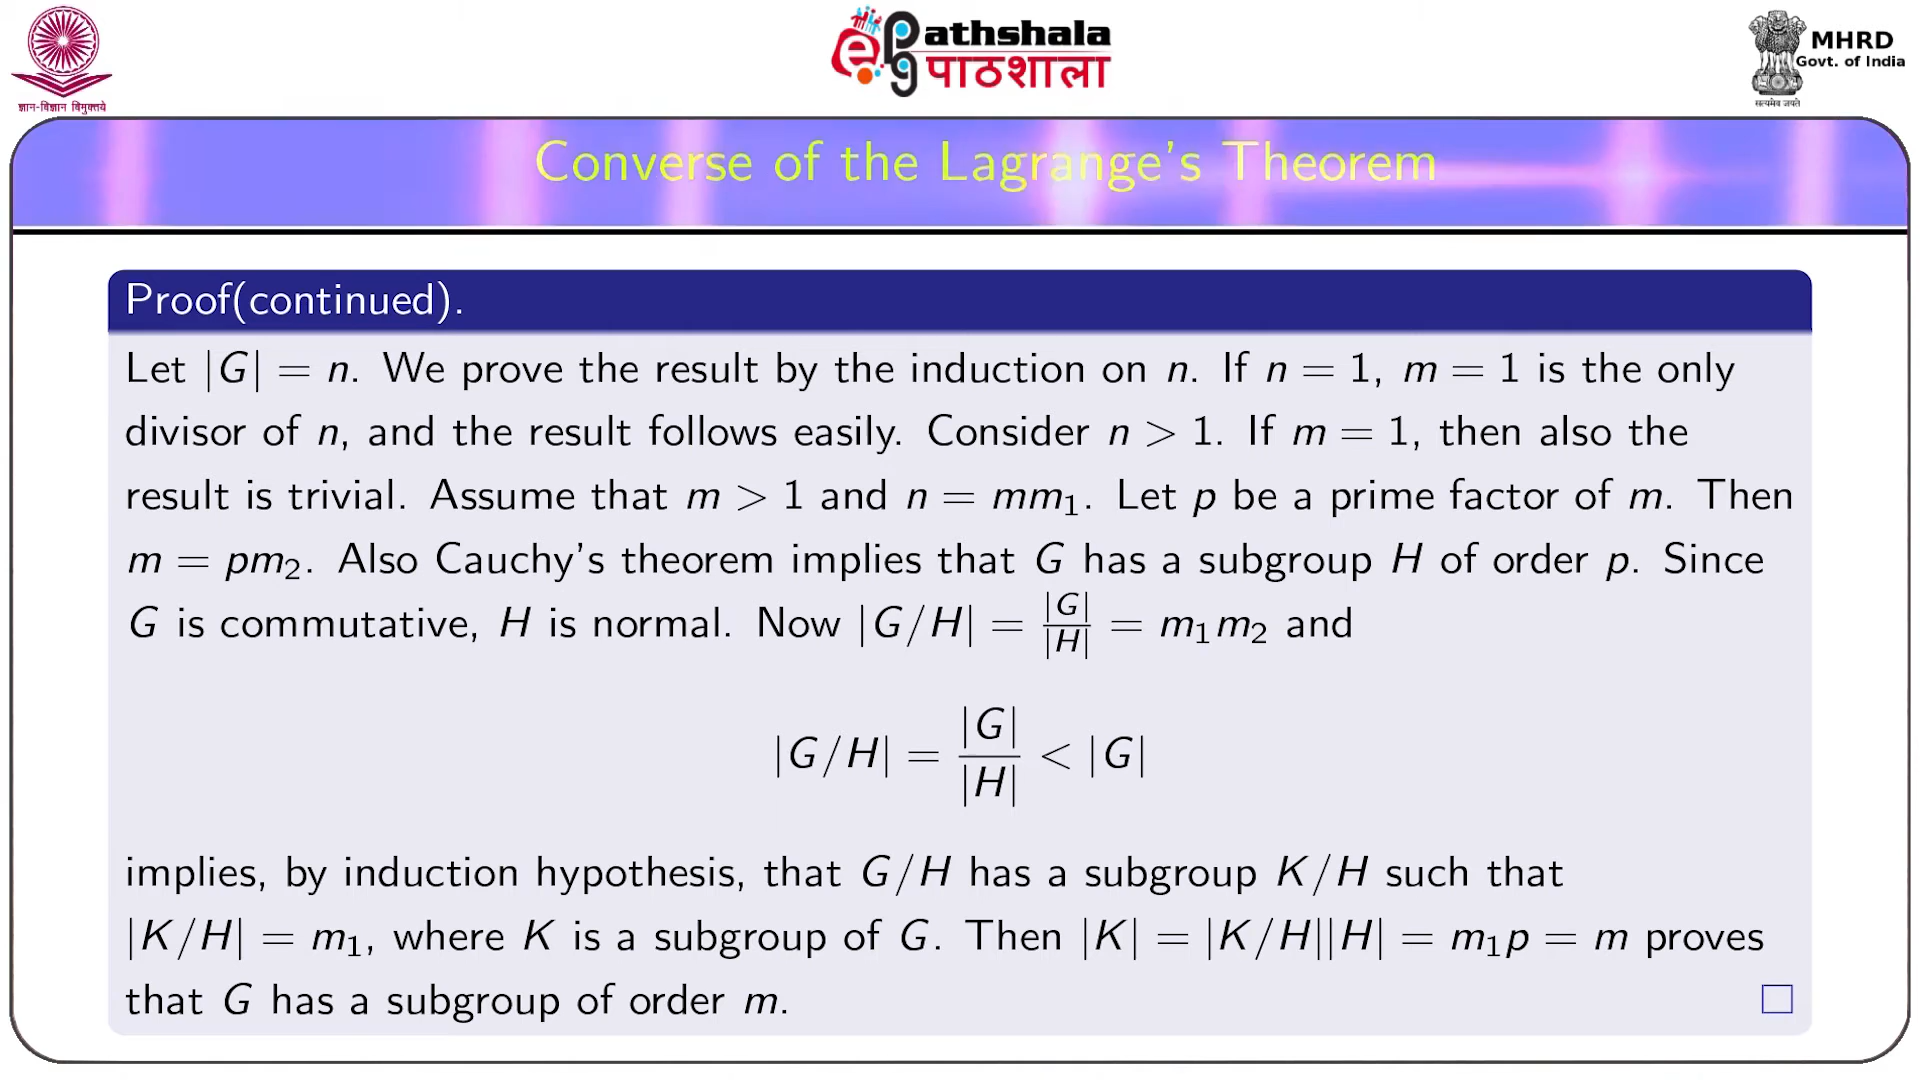 ज्ञान-विज्ञान विमुक्तये
ePathshala
पाठशाला
MHRD
Govt. of India
सत्यमेव जयते
Converse of the Lagrange's Theorem
Proof(continued).
Let |G| = n. We prove the result by the induction on n. If n = 1, m = 1 is the only
divisor of n, and the result follows easily. Consider n > 1. If m = 1, then also the
result is trivial. Assume that m > 1 and n = mm₁. Let p be a prime factor of m. Then
m = pm₂. Also Cauchy's theorem implies that G has a subgroup H of order p. Since
G is commutative, H is normal. Now |G/H| = |G|/|H| = m₁m₂ and
|G/H| = |G|/|H| < |G|
implies, by induction hypothesis, that G/H has a subgroup K/H such that
|K/H| = m₁, where K is a subgroup of G. Then |K| = |K/H||H| = m₁p = m proves
that G has a subgroup of order m.